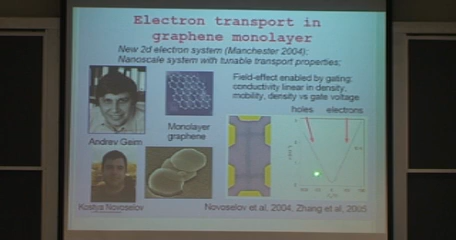 Electron transport in
graphene monolayer
New 2d electron system (Manchester 2004):
Nanoscale system with tunable transport properties;
Field-effect enabled by gating:
conductivity linear in density,
mobility, density vs gate voltage
holes electrons
Monolayer
graphene
Andrey Geim
Kostya Novoselov
Novoselov et al, 2004, Zhang et al, 2005